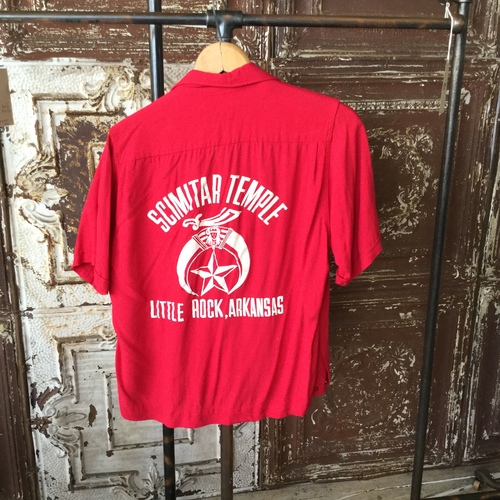 SCIMITAR TEMPLE
LITTLE ROCK, ARKANSAS